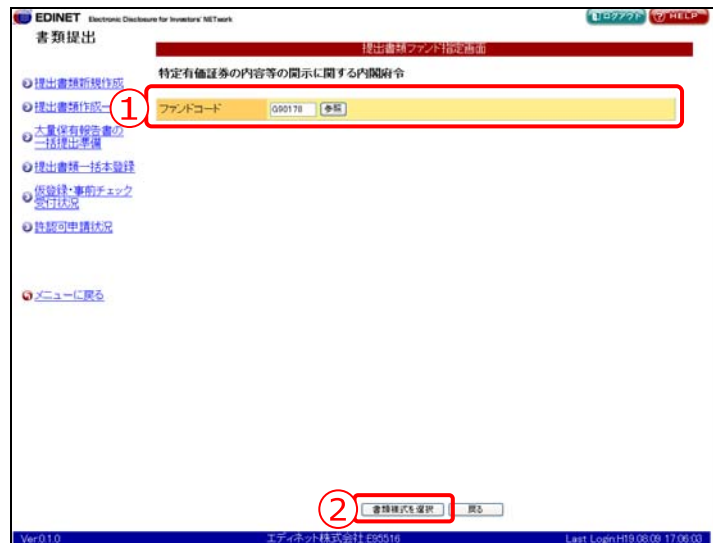 EDINET Electronic Disclosure for Investors' NETwork
ログアウト
? HELP
書類提出
提出書類ファンド指定画面
特定有価証券の内容等の開示に関する内閣府令
提出書類新規作成
提出書類作成一
大量保有報告書の
一括提出準備
提出書類一括本登録
仮登録・事前チェック
受付状況
許認可申請状況
メニューに戻る
①
ファンドコード
G90178
参照
②
書類様式を選択
戻る
Ver.0.1.0
エディネット株式会社:E95516
Last Login:H19.08.09 17:06:03